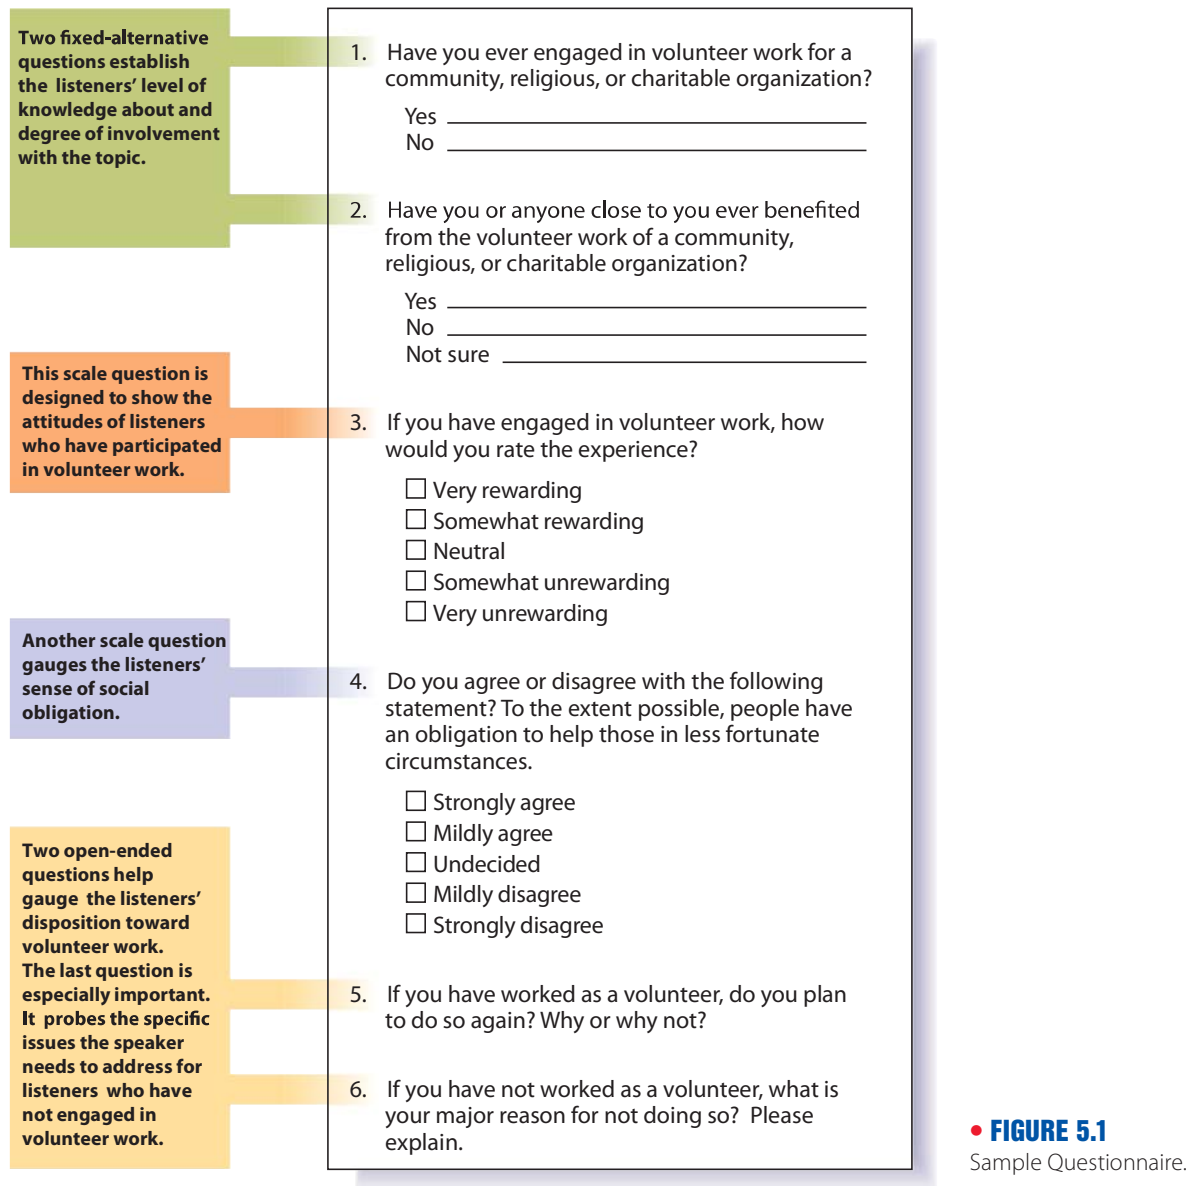 Two fixed-alternative
questions establish
the listeners’ level of
knowledge about and
degree of involvement
with the topic.
1. Have you ever engaged in volunteer work for a
community, religious, or charitable organization?
Yes
No
2. Have you or anyone close to you ever benefited
from the volunteer work of a community,
religious, or charitable organization?
Yes
No
Not sure
This scale question is
designed to show the
attitudes of listeners
who have participated
in volunteer work.
3. If you have engaged in volunteer work, how
would you rate the experience?
Very rewarding
Somewhat rewarding
Neutral
Somewhat unrewarding
Very unrewarding
Another scale question
gauges the listeners’
sense of social
obligation.
4. Do you agree or disagree with the following
statement? To the extent possible, people have
an obligation to help those in less fortunate
circumstances.
Strongly agree
Mildly agree
Undecided
Mildly disagree
Strongly disagree
Two open-ended
questions help
gauge the listeners’
disposition toward
volunteer work.
The last question is
especially important.
It probes the specific
issues the speaker
needs to address for
listeners who have
not engaged in
volunteer work.
5. If you have worked as a volunteer, do you plan
to do so again? Why or why not?
6. If you have not worked as a volunteer, what is
your major reason for not doing so? Please
explain.
• FIGURE 5.1
Sample Questionnaire.